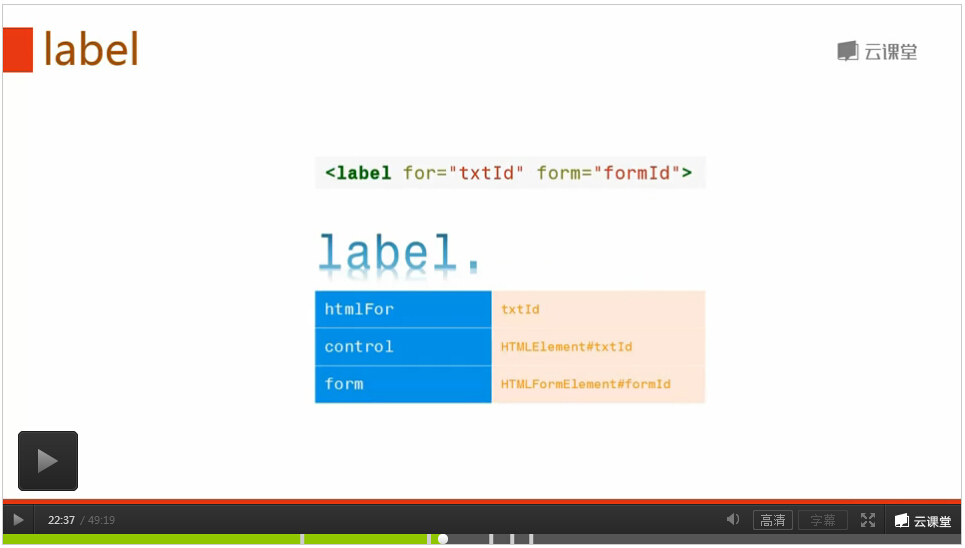 label
云课堂
<label for="txtId" form="formId">
label.
htmlFor txtId
control HTMLElement#txtId
form HTMLFormElement#formId
22:37 / 49:19 高清 字幕 云课堂